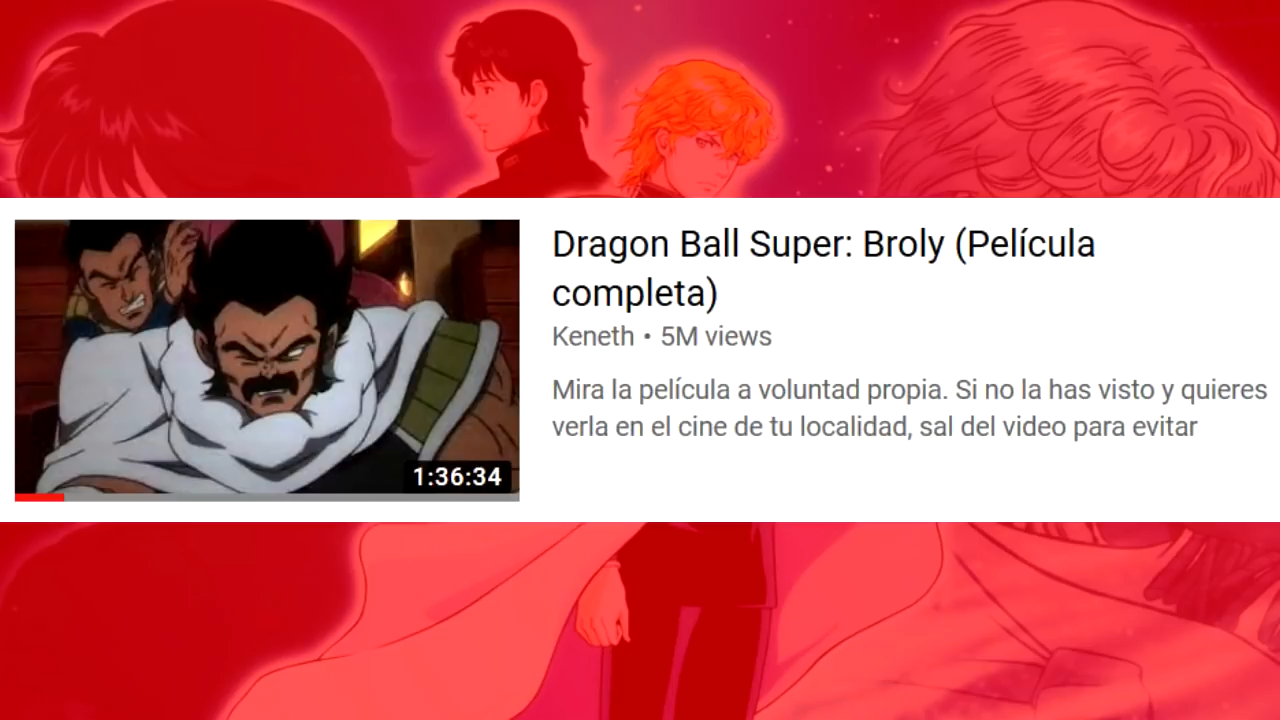 Dragon Ball Super: Broly (Película
completa)
Keneth • 5M views
Mira la película a voluntad propia. Si no la has visto y quieres
verla en el cine de tu localidad, sal del video para evitar
1:36:34